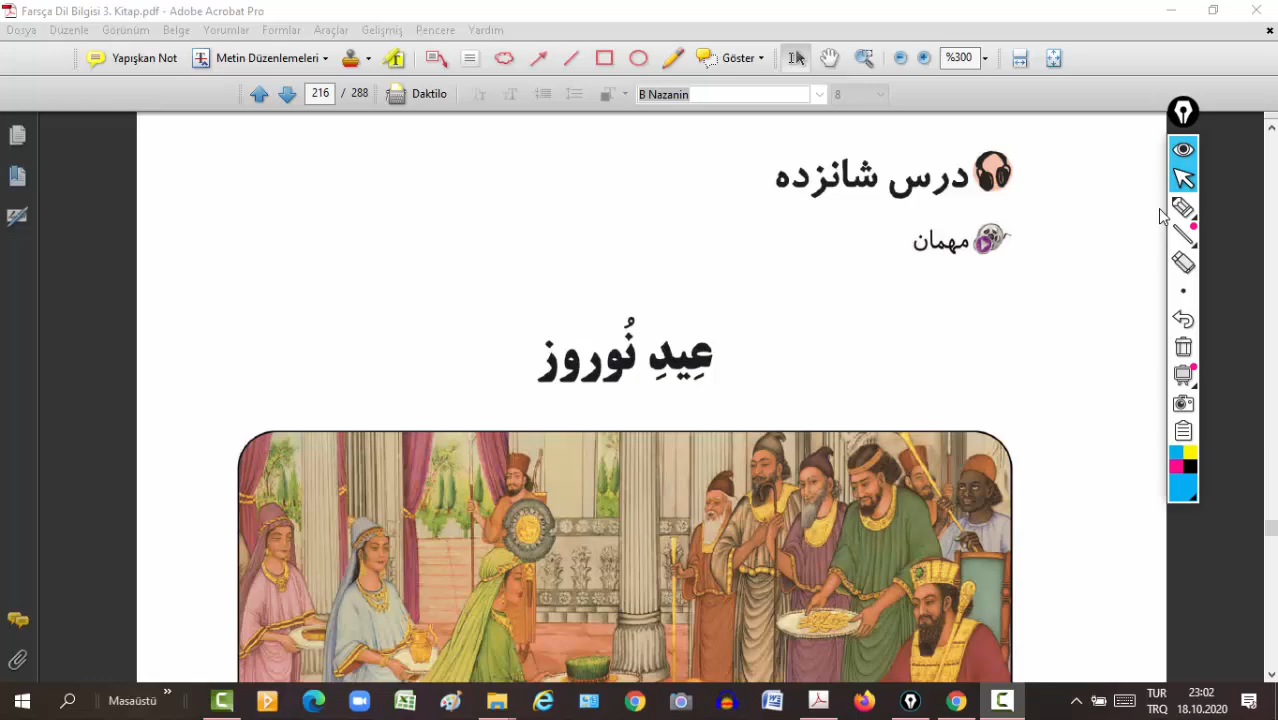 Farsça Dil Bilgisi 3. Kitap.pdf - Adobe Acrobat Pro
Dosya Düzenle Görünüm Belge Yorumlar Formlar Araçlar Gelişmiş Pencere Yardım
Yapışkan Not Metin Düzenlemeleri Göster %300
216 / 288 Daktilo B Nazanin 8
درس شانزده
مهمان
عِیدِ نُوروز
Masaüstü
TUR
TRQ
23:02
18.10.2020